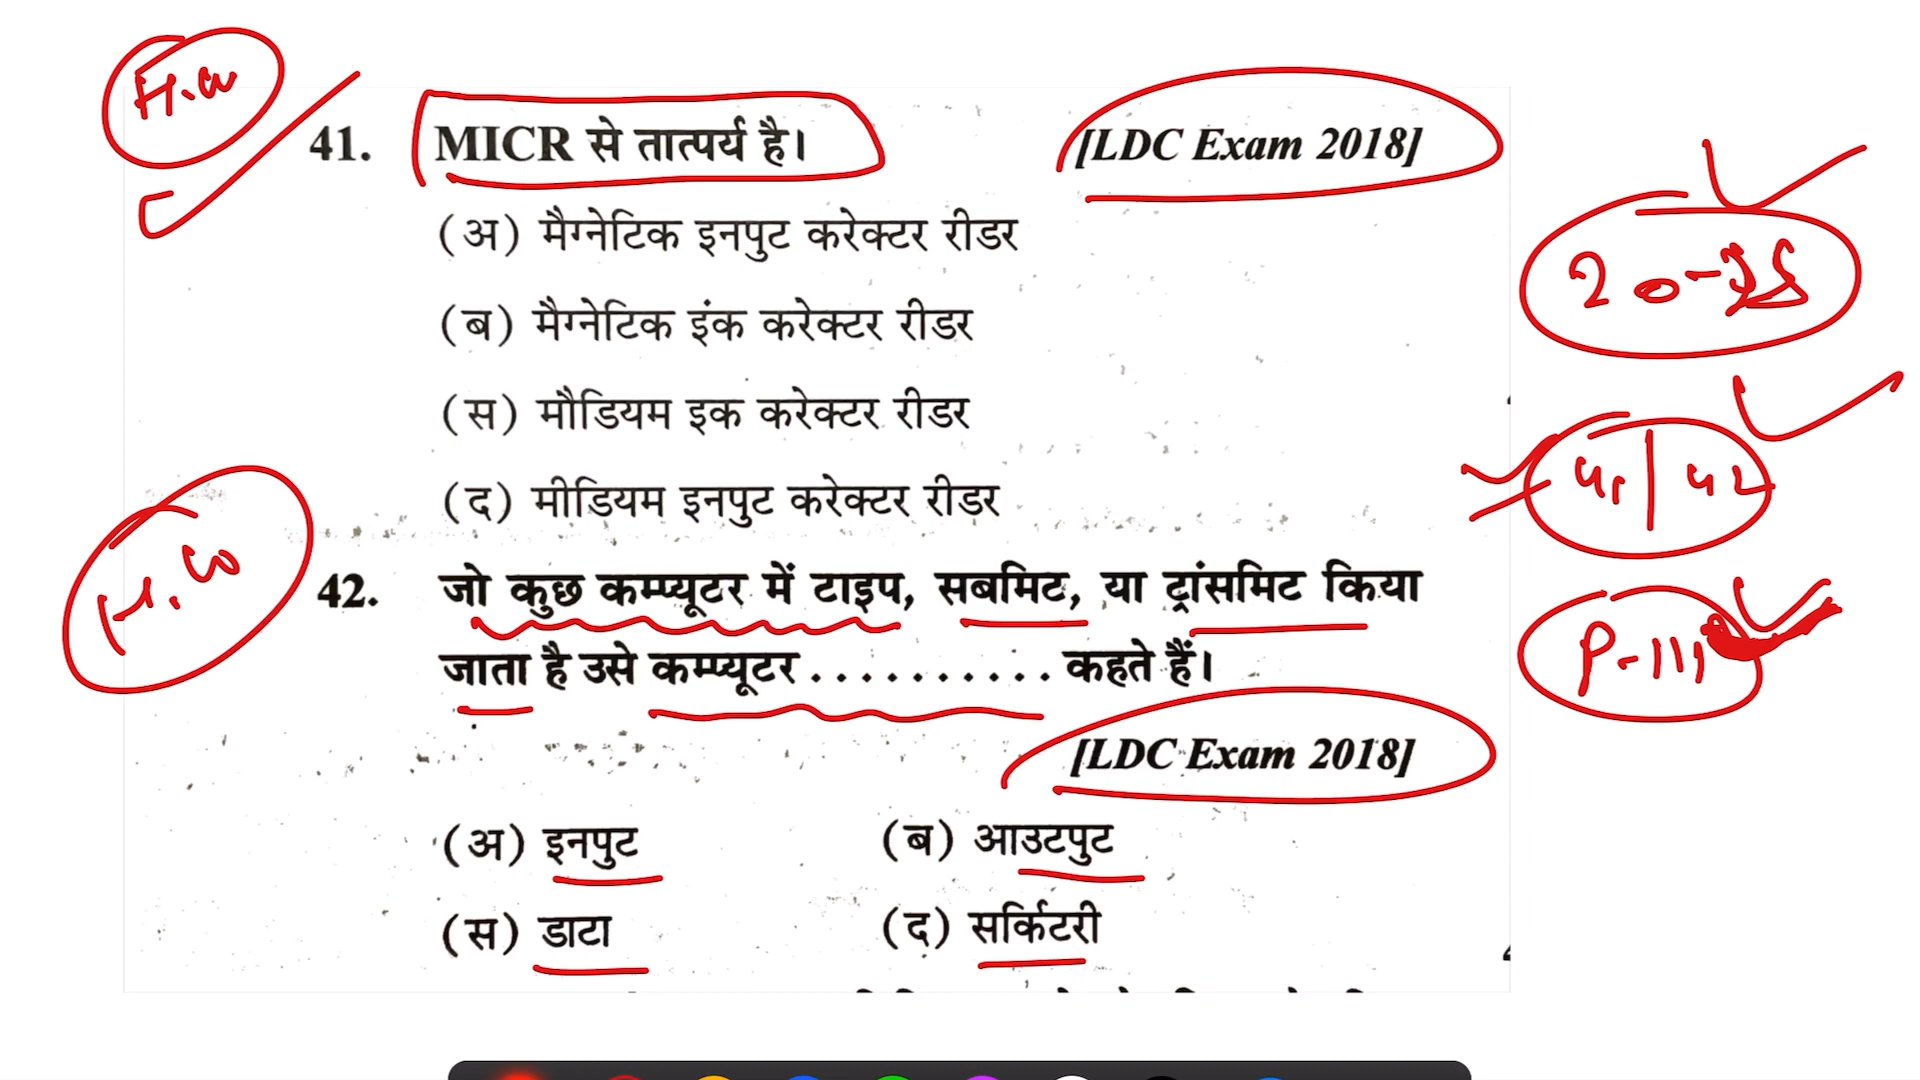 H.W
41. MICR से तात्पर्य है। [LDC Exam 2018]
(अ) मैग्नेटिक इनपुट करेक्टर रीडर
(ब) मैग्नेटिक इंक करेक्टर रीडर
(स) मौडियम इक करेक्टर रीडर
(द) मीडियम इनपुट करेक्टर रीडर
41 | 42
H.W
42. जो कुछ कम्प्यूटर में टाइप, सबमिट, या ट्रांसमिट किया
जाता है उसे कम्प्यूटर .......... कहते हैं।
[LDC Exam 2018]
(अ) इनपुट (ब) आउटपुट
(स) डाटा (द) सर्किटरी